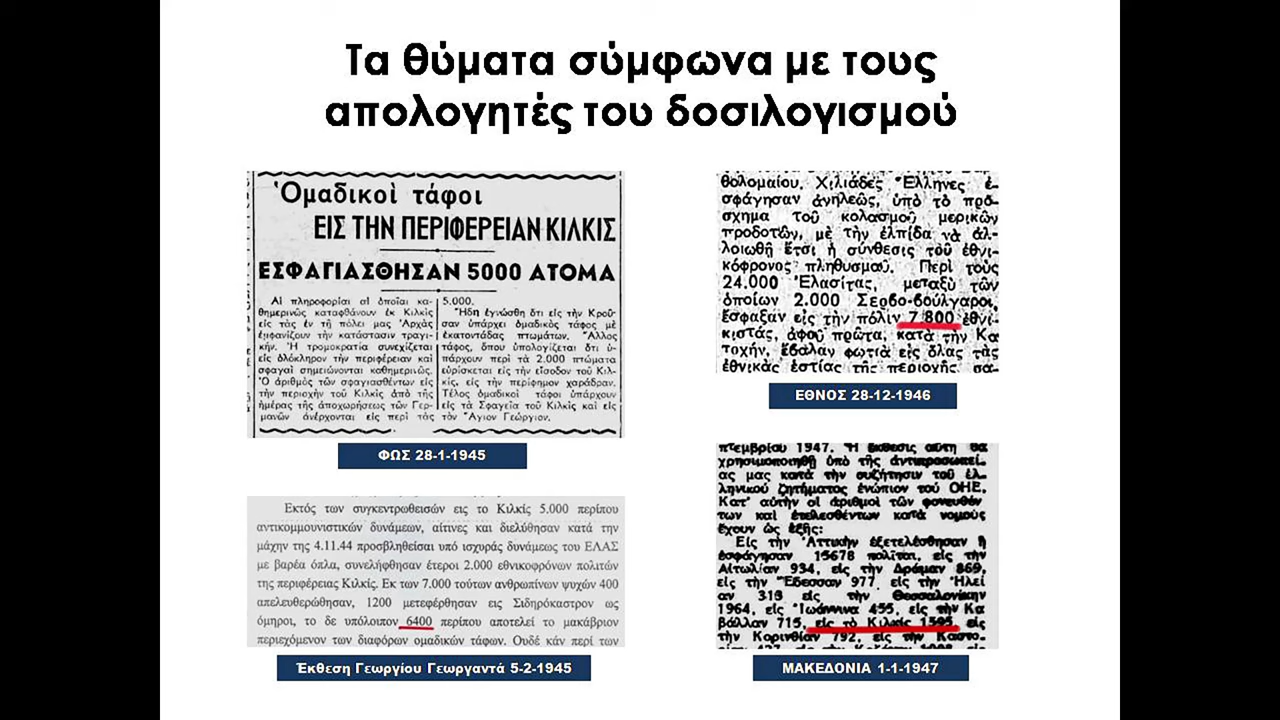 Τα θύματα σύμφωνα με τους
απολογητές του δοσιλογισμού
Ὁμαδικοὶ τάφοι
ΕΙΣ ΤΗΝ ΠΕΡΙΦΕΡΕΙΑΝ ΚΙΛΚΙΣ
ΕΣΦΑΓΙΑΣΘΗΣΑΝ 5000 ΑΤΟΜΑ
Αἱ πληροφορίαι αἱ ὁποῖαι κα-
θημερινῶς καταφθάνουν ἐκ Κιλκὶς
εἰς τὰς ἐν τῇ πόλει μας Ἀρχὰς
ἐμφανίζουν τὴν κατάστασιν τραγι-
κήν. Ἡ τρομοκρατία συνεχίζεται
εἰς ὁλόκληρον τὴν περιφέρειαν καὶ
σφαγαὶ σημειώνονται καθημερινῶς.
Ὁ ἀριθμὸς τῶν σφαγιασθέντων εἰς
τὴν περιοχὴν τοῦ Κιλκὶς ἀπὸ τῆς
ἡμέρας τῆς ἀποχωρήσεως τῶν Γερ-
μανῶν ἀνέρχονται εἰς περὶ τὰς
5.000.
Ἤδη ἐγνώσθη ὅτι εἰς τὴν Κρού-
σαν ὑπάρχει ὁμαδικὸς τάφος μὲ
ἑκατοντάδας πτωμάτων. Ἄλλος
τάφος, ὅπου ὑπολογίζεται ὅτι ὑ-
πάρχουν περὶ τὰ 2.000 πτώματα
εὑρίσκεται εἰς τὴν εἴσοδον τοῦ Κιλ-
κίς, εἰς τὴν περίφημον χαράδραν.
Τέλος ὁμαδικοὶ τάφοι ὑπάρχουν
εἰς τὰ Σφαγεῖα τοῦ Κιλκὶς καὶ εἰς
τὸν Ἅγιον Γεώργιον.
ΦΩΣ 28-1-1945
Εκτός των συγκεντρωθεισών εις το Κιλκίς 5.000 περίπου
αντικομμουνιστικών δυνάμεων, αίτινες και διελύθησαν κατά την
μάχην της 4.11.44 προσβληθείσαι υπό ισχυράς δυνάμεως του ΕΛΑΣ
με βαρέα όπλα, συνελήφθησαν έτεροι 2.000 εθνικοφρόνων πολιτών
της περιφέρειας Κιλκίς. Εκ των 7.000 τούτων ανθρωπίνων ψυχών 400
απελευθερώθησαν, 1200 μετεφέρθησαν εις Σιδηρόκαστρον ως
όμηροι, το δε υπόλοιπον 6400 περίπου αποτελεί το μακάβριον
περιεχόμενον των διαφόρων ομαδικών τάφων. Ουδέ κάν περί των
Έκθεση Γεωργίου Γεωργαντά 5-2-1945
θολομαίου. Χιλιάδες Ἕλληνες ἐ-
σφάγησαν ἀνηλεῶς, ὑπὸ τὸ πρό-
σχημα τοῦ κολασμοῦ μερικῶν
προδοτῶν, μὲ τὴν ἐλπίδα νὰ ἀλ-
λοιωθῇ ἔτσι ἡ σύνθεσις τοῦ ἐθνι-
κόφρονος πληθυσμοῦ. Περὶ τοὺς
24.000 Ἐλασίτας, μεταξὺ τῶν
ὁποίων 2.000 Σερβο-βούλγαροι,
ἔσφαξαν εἰς τὴν πόλιν 7.800 ἐθνι-
κιστάς, ἀφοῦ πρῶτα, κατὰ τὴν Κα
τοχήν, ἔβαλαν φωτιὰ εἰς ὅλας τὰς
ἐθνικὰς ἑστίας τῆς περιοχῆς
ΕΘΝΟΣ 28-12-1946
πτεμβρίου 1947. Ἡ ἔκθεσις αὐτὴ θὰ
χρησιμοποιηθῇ ὑπὸ τῆς ἀντιπροσωπεί-
ας μας κατὰ τὴν συζήτησιν τοῦ ἑλ-
ληνικοῦ ζητήματος ἐνώπιον τοῦ ΟΗΕ.
Κατ' αὐτὴν οἱ ἀριθμοὶ τῶν φονευθέν
των καὶ ἐκτελεσθέντων κατὰ νομοὺς
ἔχουν ὡς ἑξῆς:
Εἰς τὴν Ἀττικὴν ἐξετελέσθησαν ἢ
ἐσφάγησαν 15678 πολῖται, εἰς τὴν
Αἰτωλίαν 934, εἰς τὴν Δράμαν 869,
εἰς τὴν Ἔδεσσαν 977, εἰς τὴν Ἠλεί
αν 313 εἰς τὴν Θεσσαλονίκην
1964, εἰς Ἰωάννινα 455, εἰς τὴν Κα
βάλλαν 715, εἰς τὸ Κιλκὶς 1595, εἰς
τὴν Κορινθίαν 792, εἰς τὴν Καστο-
ΜΑΚΕΔΟΝΙΑ 1-1-1947